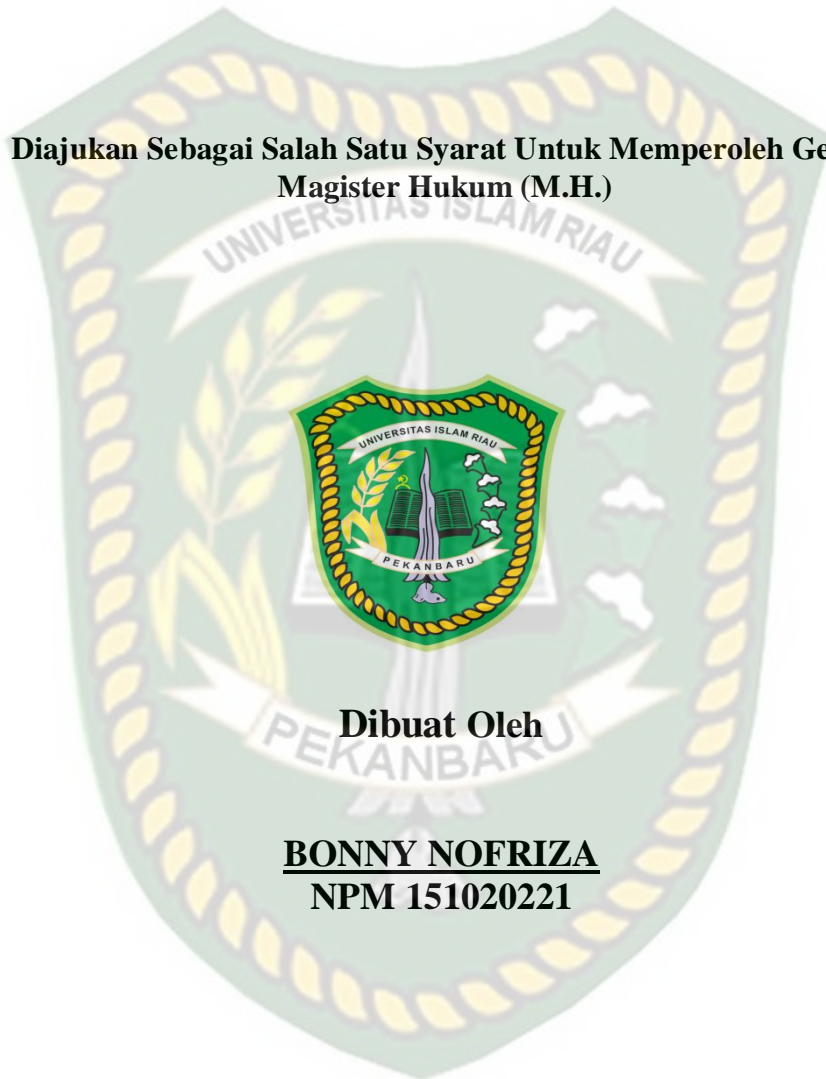 Diajukan Sebagai Salah Satu Syarat Untuk Memperoleh Ge
Magister Hukum (M.H.)
UNIVERSITAS ISLAM RIAU
UNIVERSITAS ISLAM RIAU
PEKANBARU
Dibuat Oleh
PEKANBARU
BONNY NOFRIZA
NPM 151020221